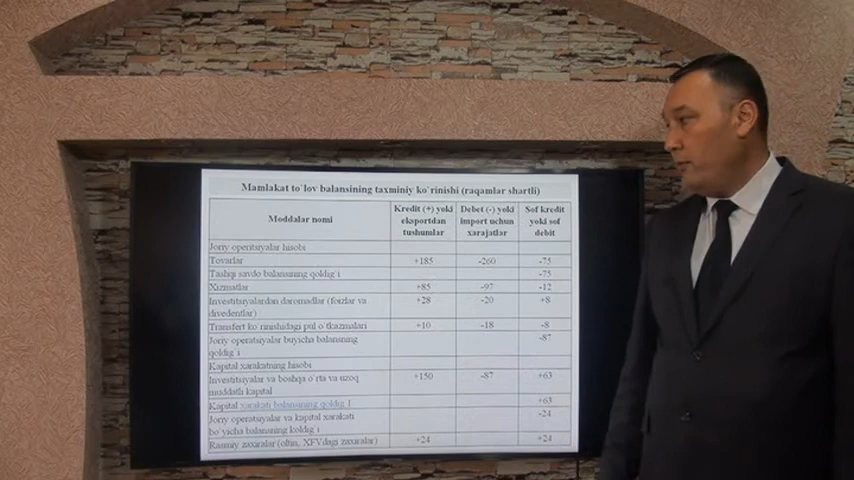 Mamlakat to`lov balansining taxminiy ko`rinishi (raqamlar shartli)
Moddalar nomi
Kredit (+) yoki
eksportdan
tushumlar
Debet (-) yoki
import uchun
xarajatlar
Sof kredit
yoki sof
debit
Joriy operitsiyalar hisobi
Tovarlar +185 -260 -75
Tashqi savdo balansining qoldig`i -75
Xizmatlar +85 -97 -12
Investitsiyalardan daromadlar (foizlar va
dividentlar) +28 -20 +8
Transfert ko`rinishidagi pul o`tkazmalari +10 -18 -8
Joriy operatsiyalar buyicha balansning
qoldig`i -87
Kapital xarakatning hisobi
Investitsiyalar va boshqa o`rta va uzoq
muddatli kapital +150 -87 +63
Kapital xarakati balansining qoldig`I +63
Joriy operatsiyalar va kapital xarakati
bo`yicha balansning koldig`i -24
Rasmiy zaxiralar (oltin, XFVdagi zaxiralar) +24 +24